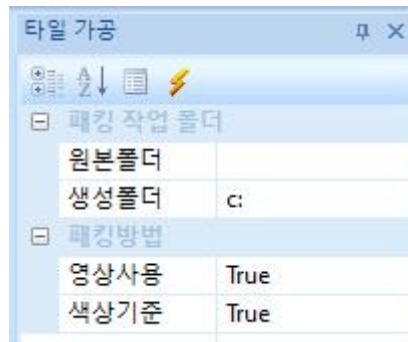 타일 가공
패킹 작업 폴더
원본폴더
생성폴더 c:
패킹방법
영상사용 True
색상기준 True